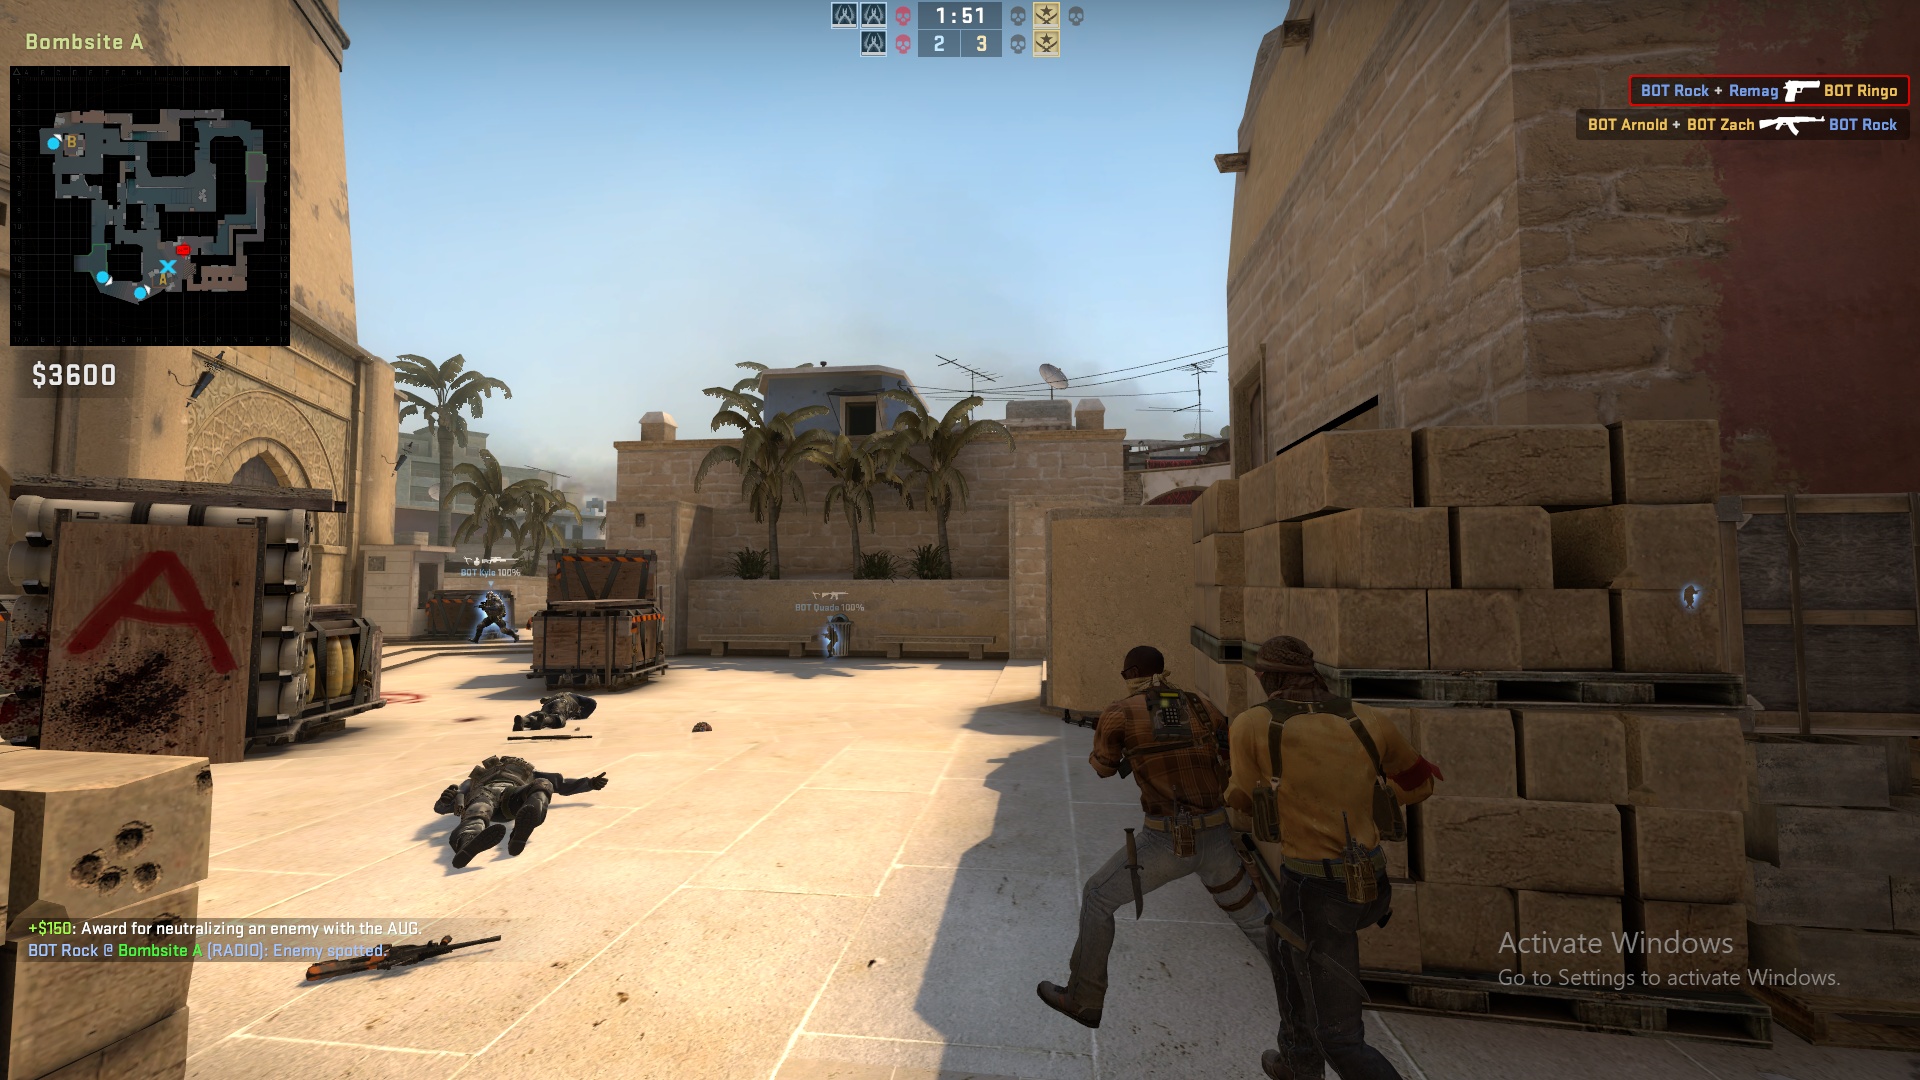 1:51
2 3
Bombsite A
B
A
$3600
BOT Rock + Remag BOT Ringo
BOT Arnold + BOT Zach BOT Rock
BOT Kyle 100%
BOT Quade 100%
A
+$150: Award for neutralizing an enemy with the AUG.
BOT Rock @ Bombsite A (RADIO): Enemy spotted.
Activate Windows
Go to Settings to activate Windows.